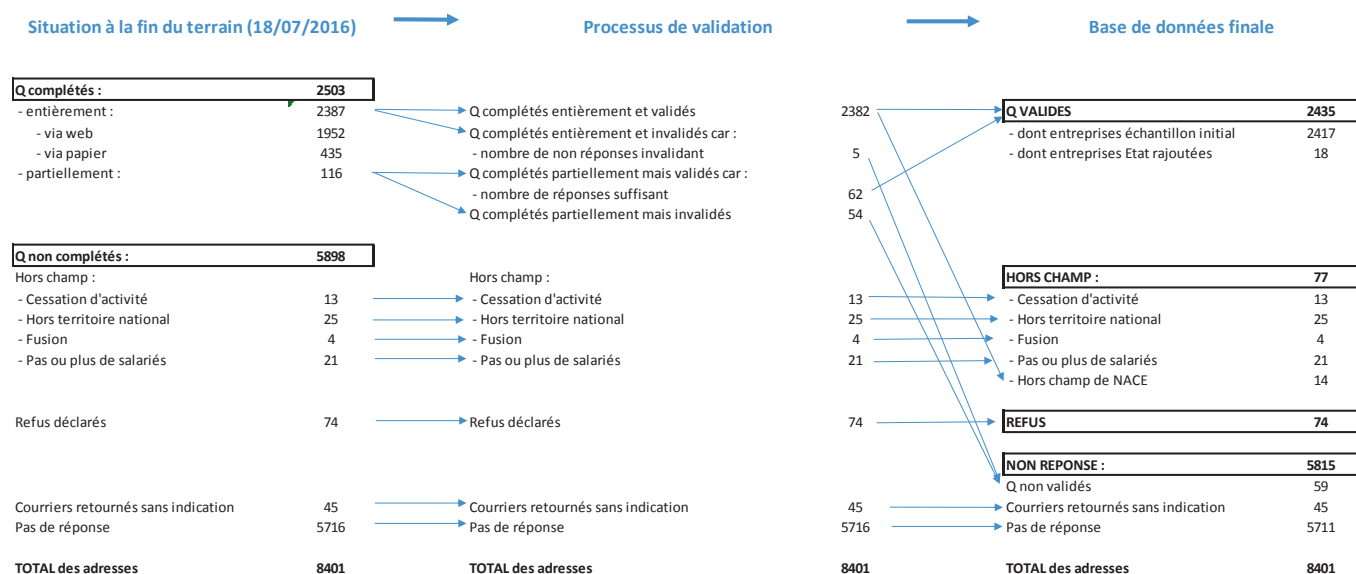 Situation à la fin du terrain (18/07/2016) Processus de validation Base de données finale
Q complétés : 2503
- entièrement : 2387 Q complétés entièrement et validés 2382 Q VALIDES 2435
- via web 1952 Q complétés entièrement et invalidés car : - dont entreprises échantillon initial 2417
- via papier 435 - nombre de non réponses invalidant 5 - dont entreprises Etat rajoutées 18
- partiellement : 116 Q complétés partiellement mais validés car :
- nombre de réponses suffisant 62
Q complétés partiellement mais invalidés 54
Q non complétés : 5898
Hors champ : Hors champ : HORS CHAMP : 77
- Cessation d'activité 13 - Cessation d'activité 13 - Cessation d'activité 13
- Hors territoire national 25 - Hors territoire national 25 - Hors territoire national 25
- Fusion 4 - Fusion 4 - Fusion 4
- Pas ou plus de salariés 21 - Pas ou plus de salariés 21 - Pas ou plus de salariés 21
- Hors champ de NACE 14
Refus déclarés 74 Refus déclarés 74 REFUS 74
NON REPONSE : 5815
Q non validés 59
Courriers retournés sans indication 45 Courriers retournés sans indication 45 Courriers retournés sans indication 45
Pas de réponse 5716 Pas de réponse 5716 Pas de réponse 5711
TOTAL des adresses 8401 TOTAL des adresses 8401 TOTAL des adresses 8401